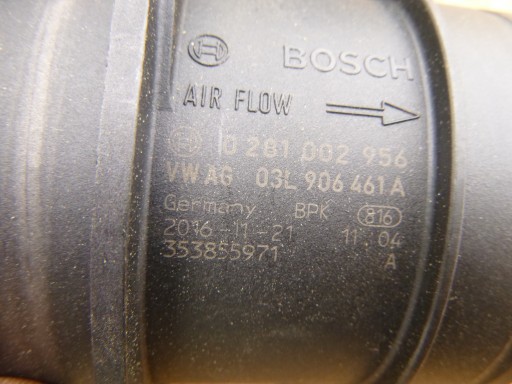 BOSCH
AIR FLOW
0 281 002 956
VW AG 03L 906 461 A
Germany BPK 816
2016-11-21 11:04
353855971 A